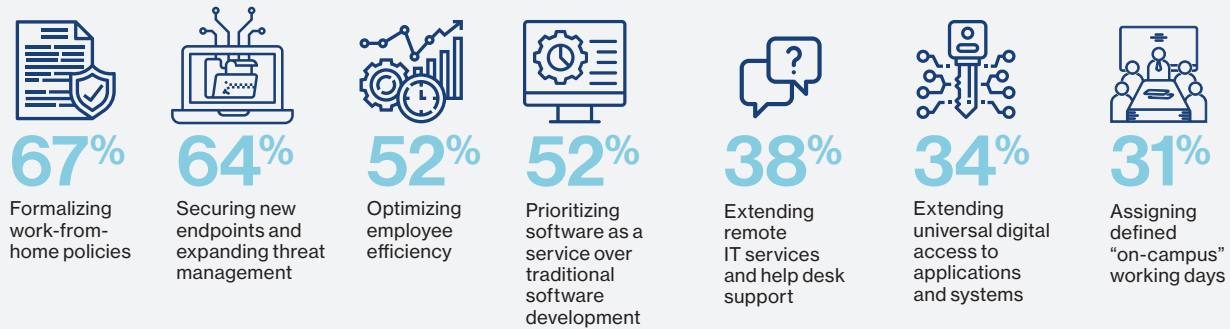 67%
Formalizing
work-from-
home policies
64%
Securing new
endpoints and
expanding threat
management
52%
Optimizing
employee
efficiency
52%
Prioritizing
software as a
service over
traditional
software
development
?
38%
Extending
remote
IT services
and help desk
support
34%
Extending
universal digital
access to
applications
and systems
31%
Assigning
defined
“on-campus”
working days